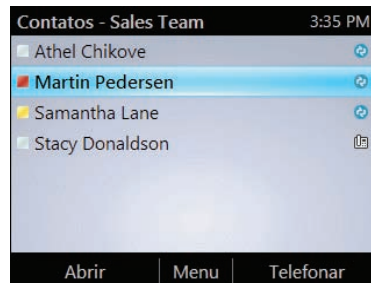 Contatos - Sales Team 3:35 PM
Athel Chikove
Martin Pedersen
Samantha Lane
Stacy Donaldson
Abrir Menu Telefonar